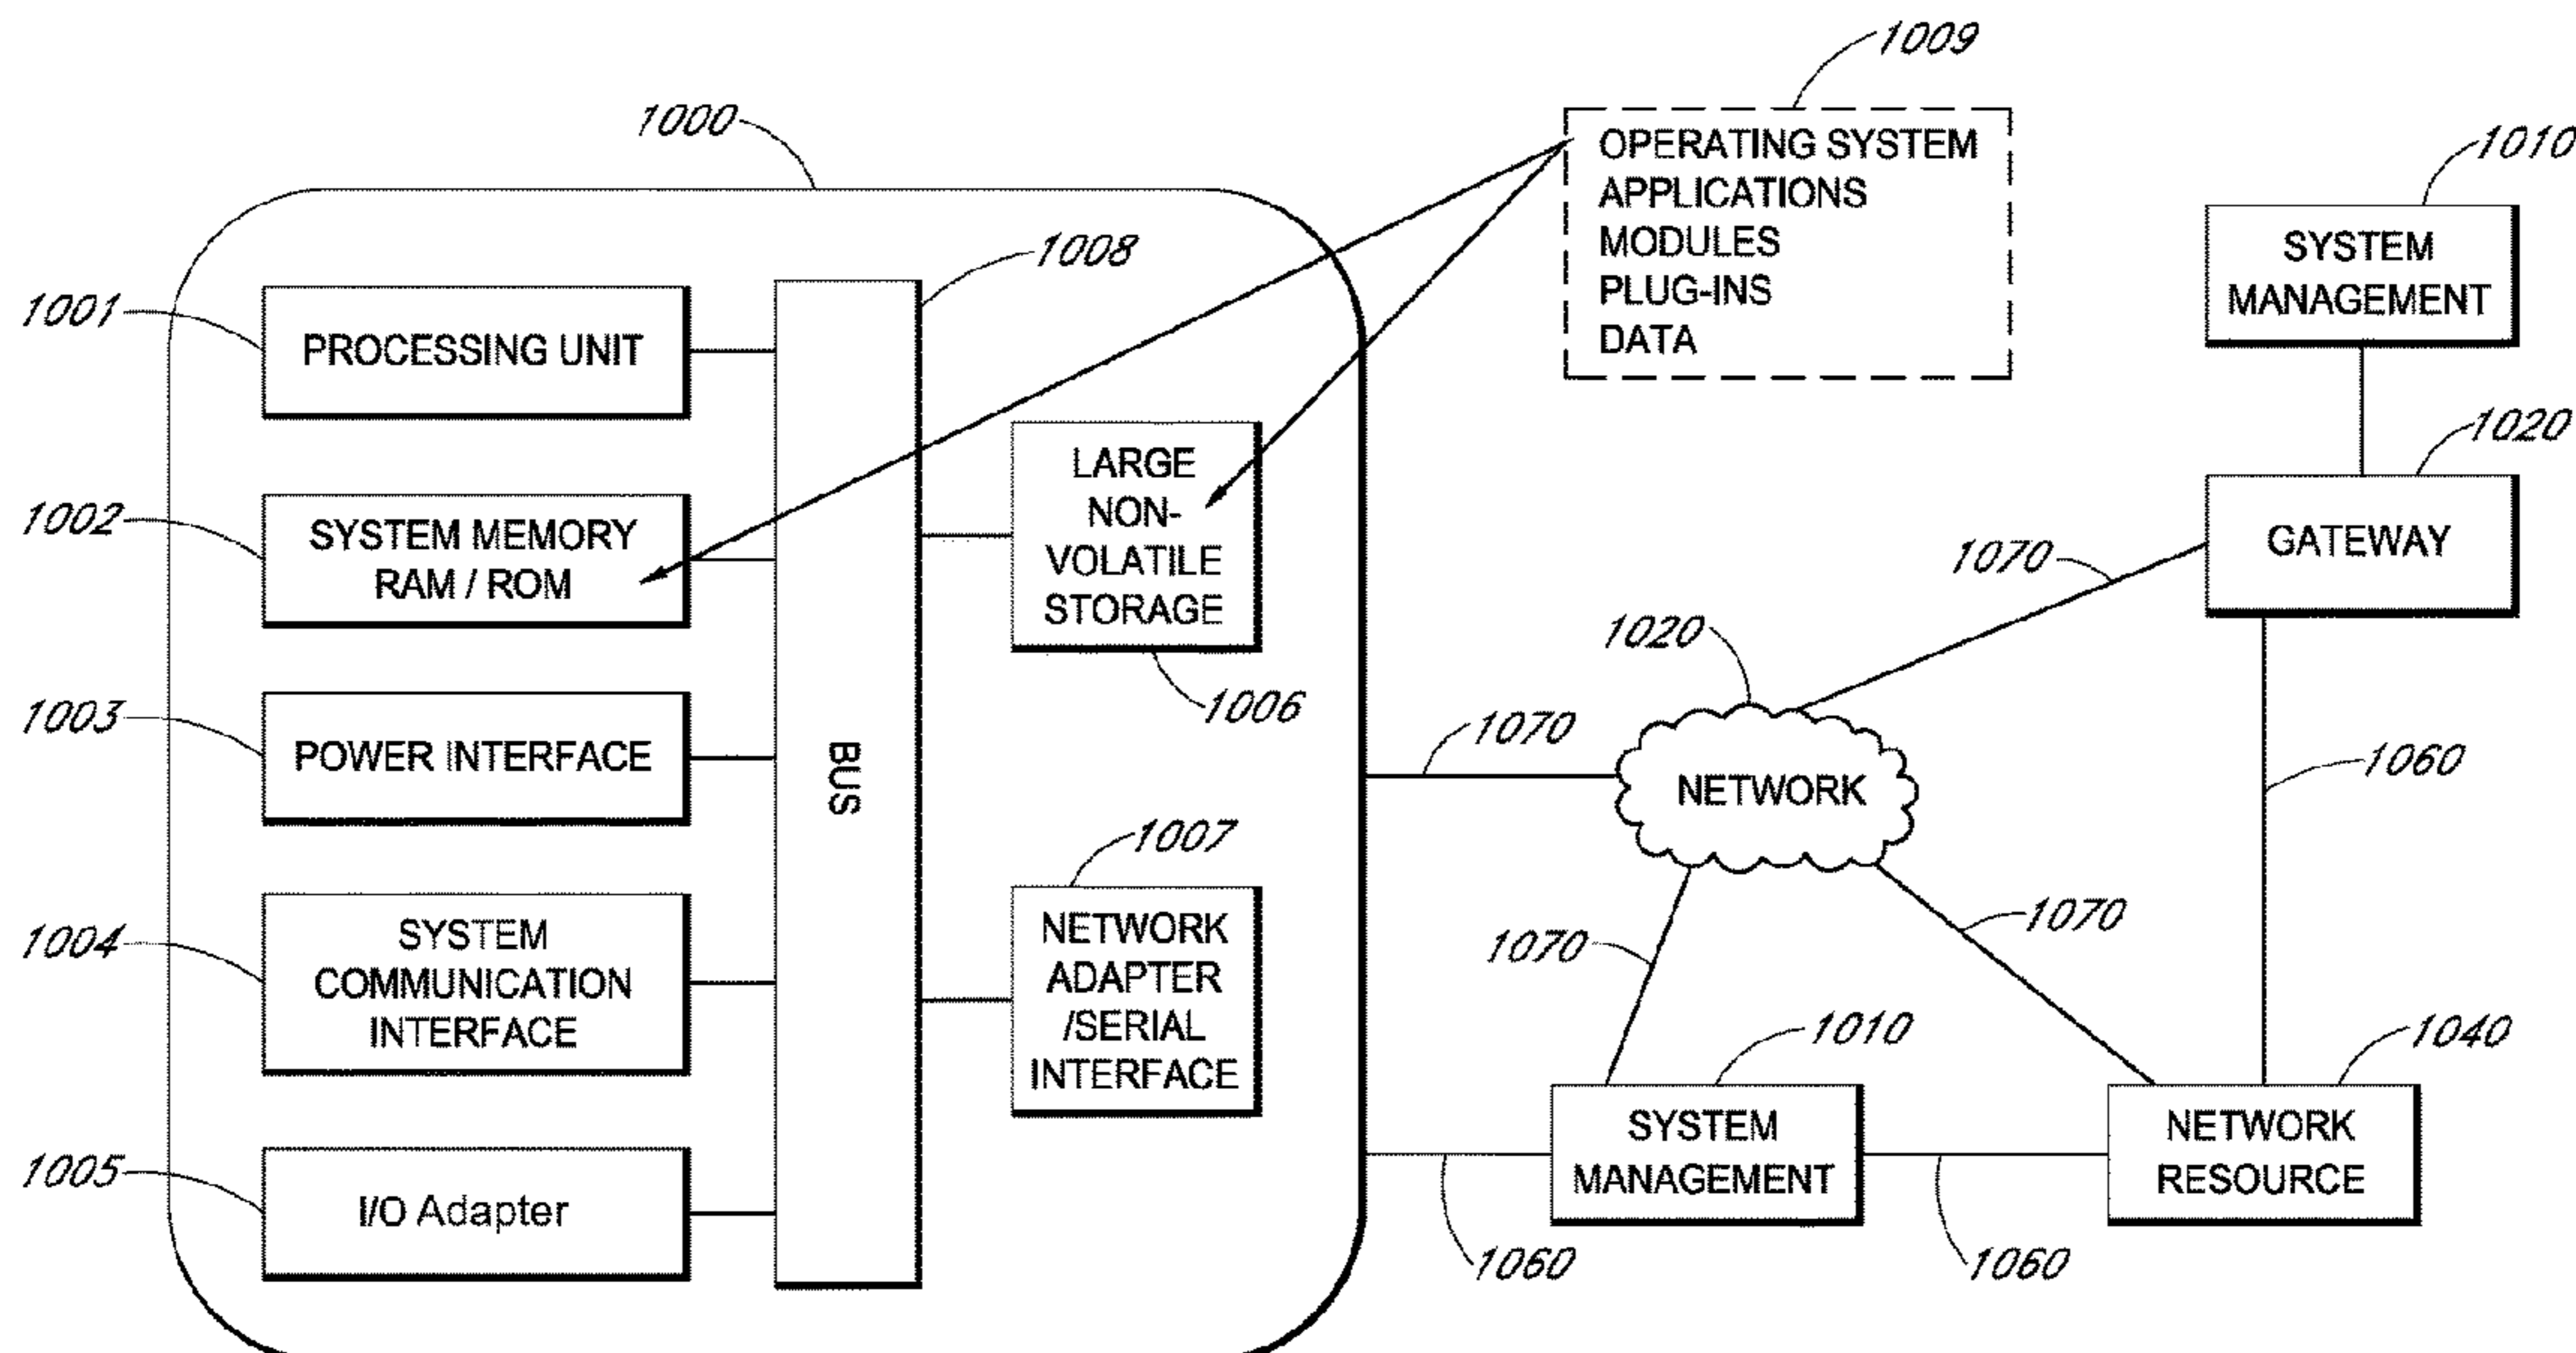 1009
1000
1010
OPERATING SYSTEM
APPLICATIONS
MODULES
PLUG-INS
DATA
1008
SYSTEM
MANAGEMENT
1001
PROCESSING UNIT
1020
LARGE
NON-
VOLATILE
STORAGE
1002
SYSTEM MEMORY
RAM / ROM
GATEWAY
1070
1020
1006
1003
POWER INTERFACE
BUS
1070
NETWORK
1060
1007
1004
SYSTEM
COMMUNICATION
INTERFACE
NETWORK
ADAPTER
/SERIAL
INTERFACE
1070
1070
1010
1040
1005
I/O Adapter
SYSTEM
MANAGEMENT
NETWORK
RESOURCE
1060
1060